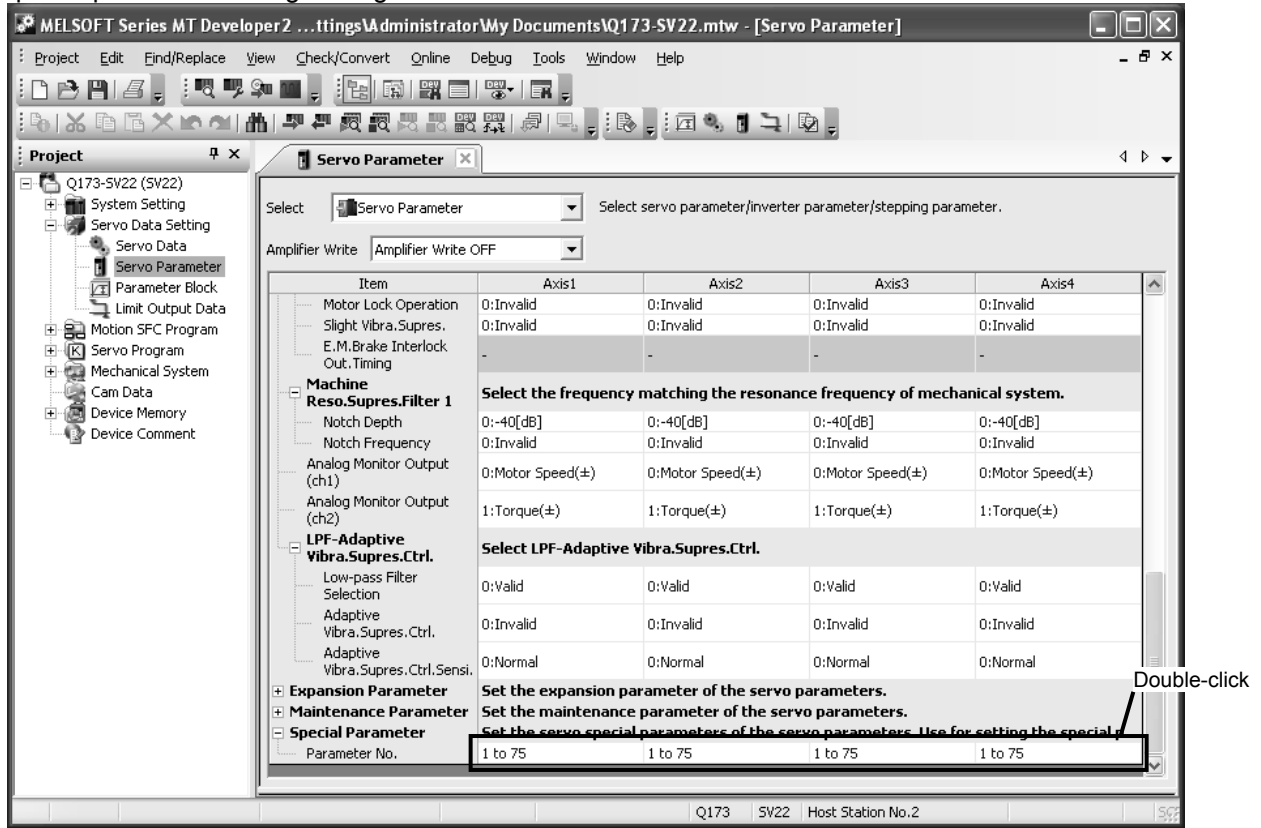 MELSOFT Series MT Developer2 ...ttings\Administrator\My Documents\Q173-SV22.mtw - [Servo Parameter]
Project Edit Find/Replace View Check/Convert Online Debug Tools Window Help
Project
Servo Parameter
Q173-SV22 (SV22)
System Setting
Servo Data Setting
Servo Data
Servo Parameter
Parameter Block
Limit Output Data
Motion SFC Program
Servo Program
Mechanical System
Cam Data
Device Memory
Device Comment
Select Servo Parameter Select servo parameter/inverter parameter/stepping parameter.
Amplifier Write Amplifier Write OFF
Item Axis1 Axis2 Axis3 Axis4
Motor Lock Operation 0:Invalid 0:Invalid 0:Invalid 0:Invalid
Slight Vibra.Supres. 0:Invalid 0:Invalid 0:Invalid 0:Invalid
E.M.Brake Interlock
Out.Timing - - - -
Machine
Reso.Supres.Filter 1 Select the frequency matching the resonance frequency of mechanical system.
Notch Depth 0:-40[dB] 0:-40[dB] 0:-40[dB] 0:-40[dB]
Notch Frequency 0:Invalid 0:Invalid 0:Invalid 0:Invalid
Analog Monitor Output
(ch1) 0:Motor Speed(±) 0:Motor Speed(±) 0:Motor Speed(±) 0:Motor Speed(±)
Analog Monitor Output
(ch2) 1:Torque(±) 1:Torque(±) 1:Torque(±) 1:Torque(±)
LPF-Adaptive
Vibra.Supres.Ctrl. Select LPF-Adaptive Vibra.Supres.Ctrl.
Low-pass Filter
Selection 0:Valid 0:Valid 0:Valid 0:Valid
Adaptive
Vibra.Supres.Ctrl. 0:Invalid 0:Invalid 0:Invalid 0:Invalid
Adaptive
Vibra.Supres.Ctrl.Sensi. 0:Normal 0:Normal 0:Normal 0:Normal
Double-click
Expansion Parameter Set the expansion parameter of the servo parameters.
Maintenance Parameter Set the maintenance parameter of the servo parameters.
Special Parameter Set the servo special parameters of the servo parameters. Use for setting the special p
Parameter No. 1 to 75 1 to 75 1 to 75 1 to 75
Q173 SV22 Host Station No.2